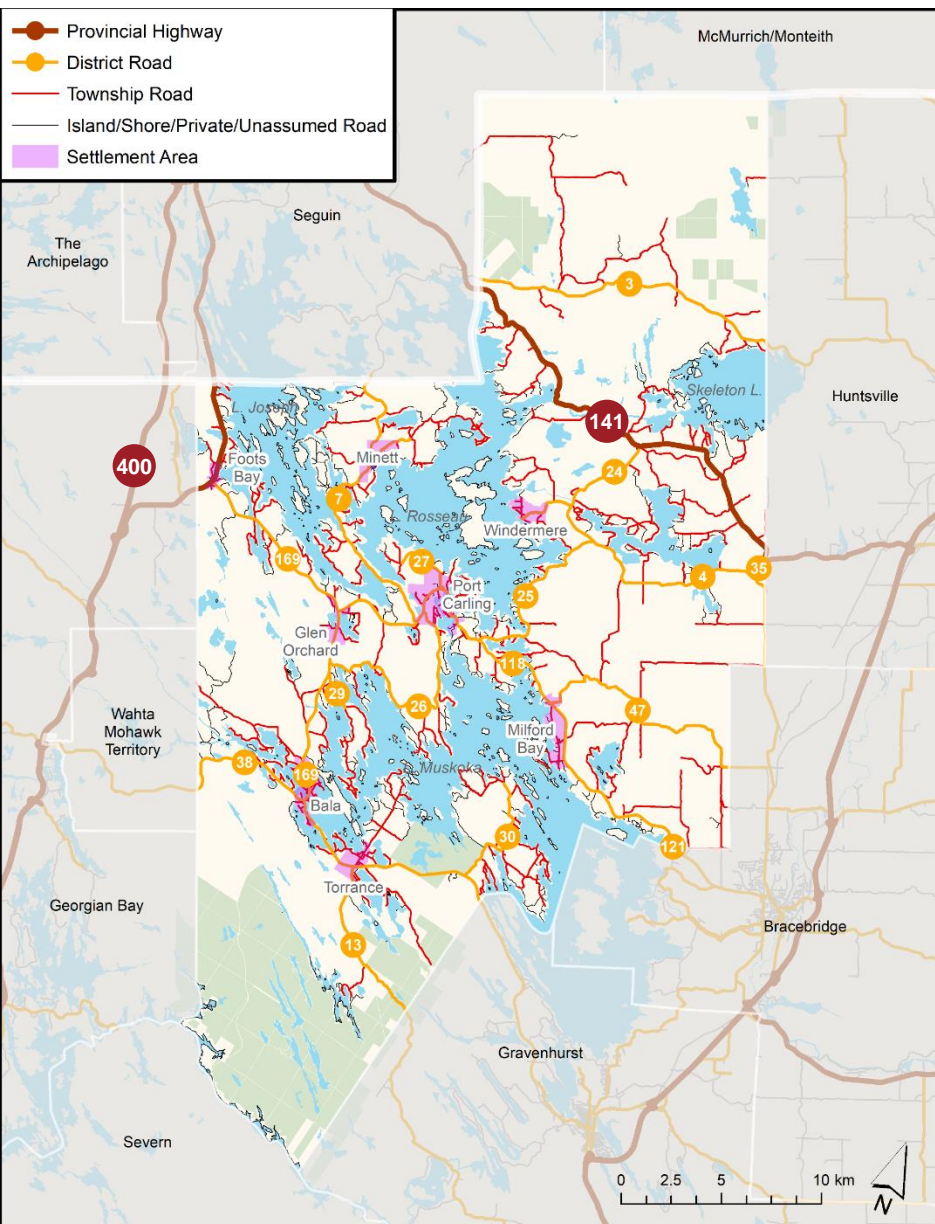 Provincial Highway
District Road
Township Road
Island/Shore/Private/Unassumed Road
Settlement Area
McMurrich/Monteith
Seguin
The
Archipelago
3
Skeleton L.
Huntsville
L. Joseph
141
400
Foots
Bay
Minett
24
7
Rosseau
Windermere
169
27
35
4
Port
Carling
25
Glen
Orchard
118
29
26
47
Wahta
Mohawk
Territory
Milford
Bay
38
169
Muskoka
Bala
30
121
Torrance
Georgian Bay
Bracebridge
13
Gravenhurst
Severn
0 2.5 5 10 km
N